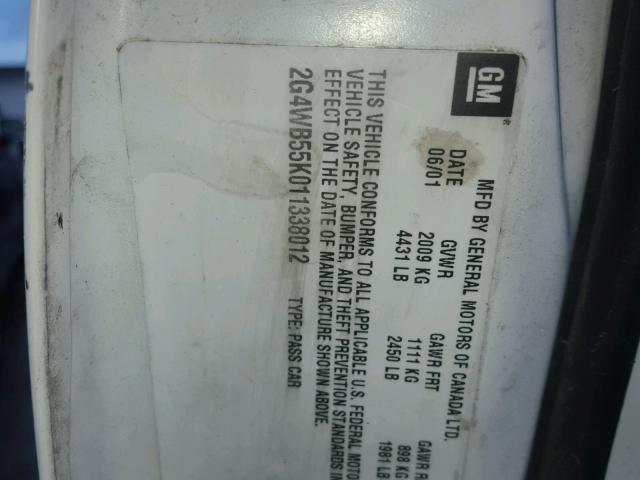 GM®
MFD BY GENERAL MOTORS OF CANADA LTD.
DATE GVWR GAWR FRT GAWR
06/01 2009 KG 1111 KG 898 KG
4431 LB 2450 LB 1981 LB
THIS VEHICLE CONFORMS TO ALL APPLICABLE U.S. FEDERAL
VEHICLE SAFETY, BUMPER, AND THEFT PREVENTION STANDARDS
EFFECT ON THE DATE OF MANUFACTURE SHOWN ABOVE.
2G4WB55K011338012 TYPE: PASS CAR